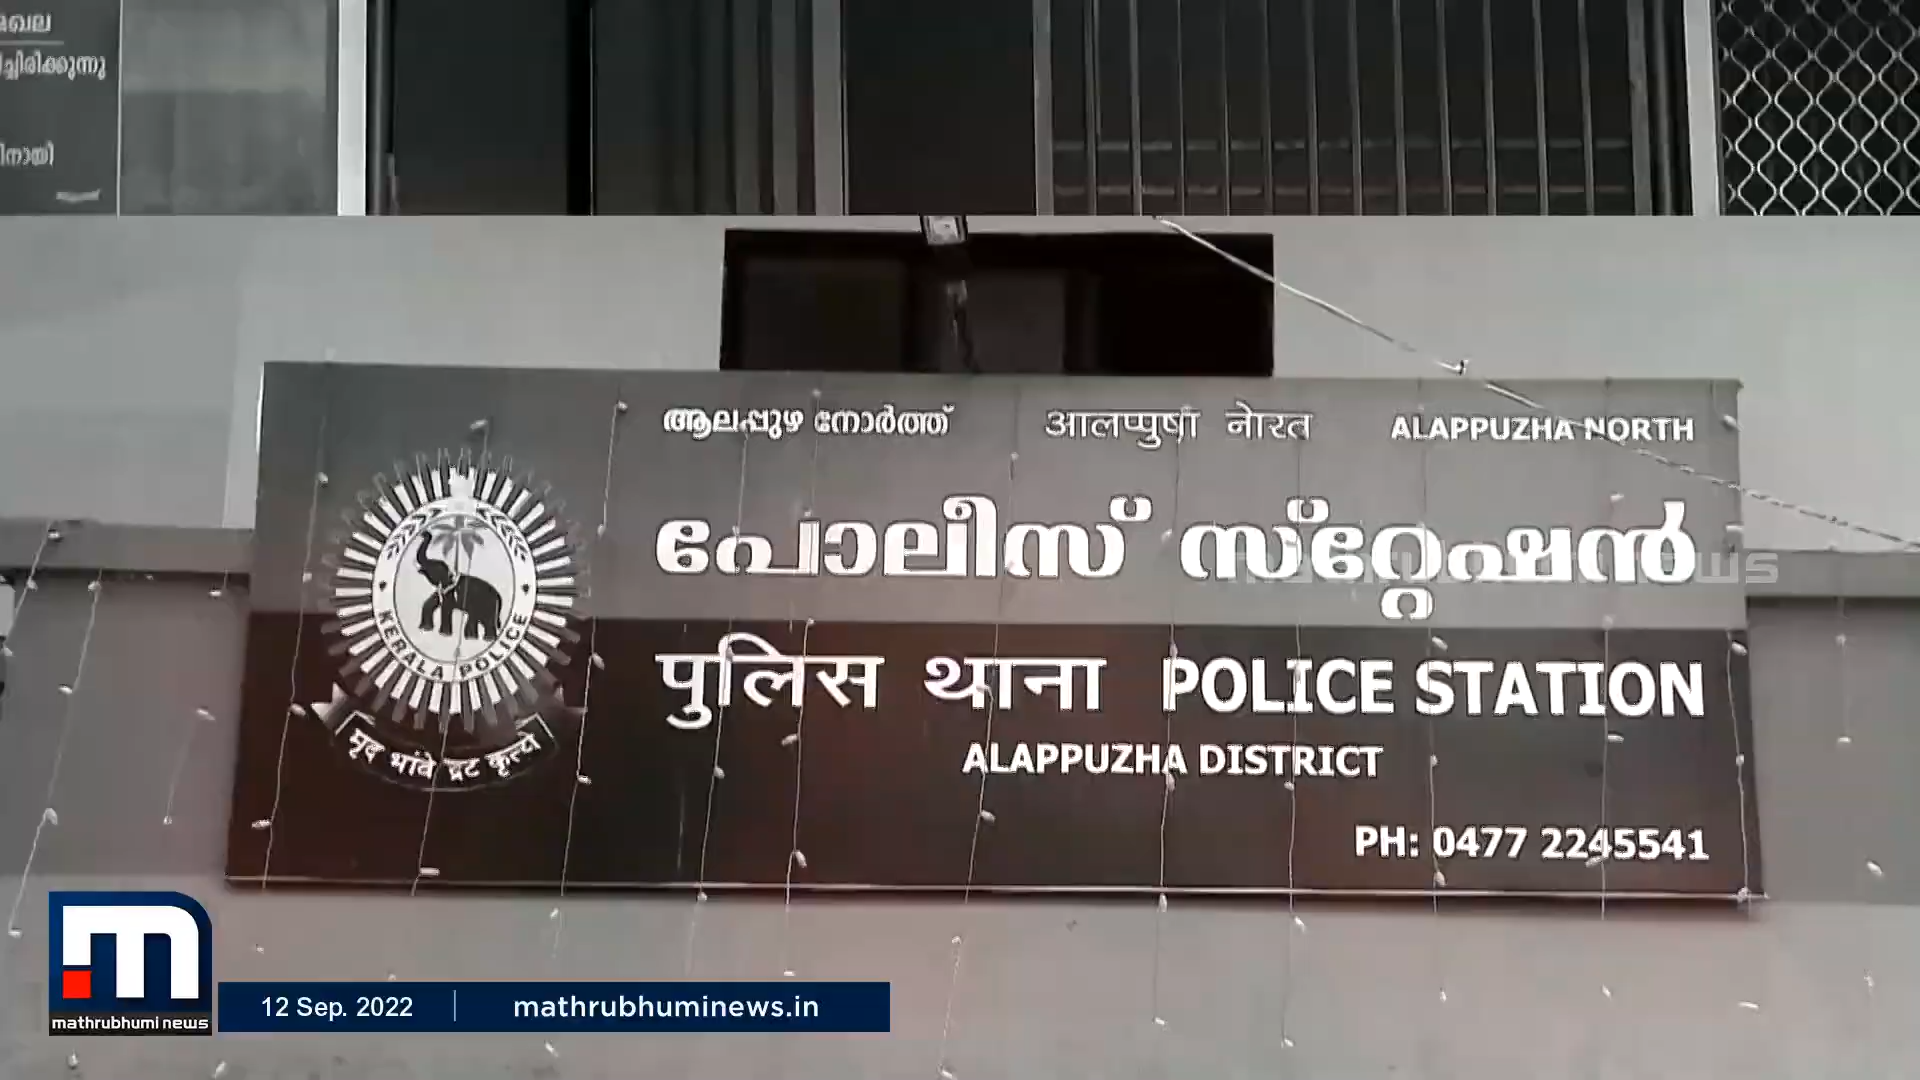 ച്ചിരിക്കുന്നു
ആലപ്പുഴ നോർത്ത് आलप्पुषा नोरत ALAPPUZHA NORTH
പോലീസ് സ്റ്റേഷൻ
पुलिस थाना POLICE STATION
ALAPPUZHA DISTRICT
PH: 0477 2245541
KERALA POLICE
मृदु भावे दृढ कृत्ये
mathrubhumi news
12 Sep. 2022 mathrubhuminews.in